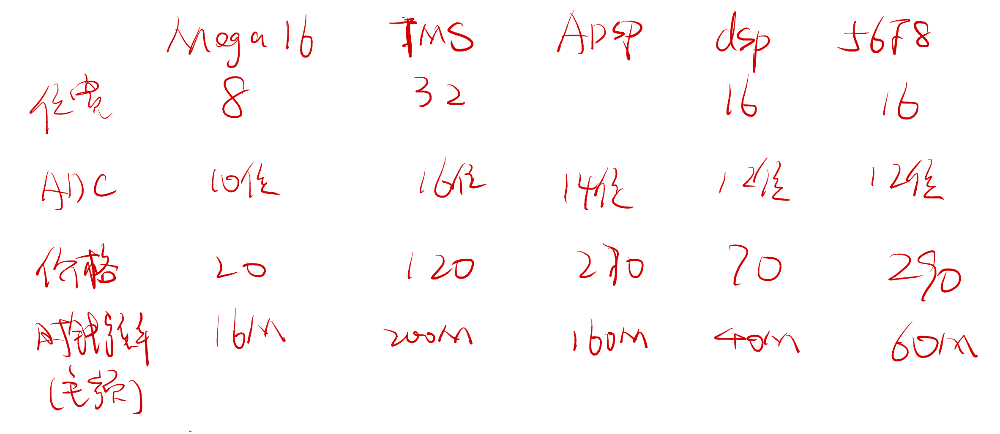 Mega16 TMS ADSP dsp 56F8
位宽 8 32 16 16
ADC 10位 16位 14位 12位 12位
价格 20 120 270 70 290
时钟频率 16M 200M 160M 40M 60M
(主频)